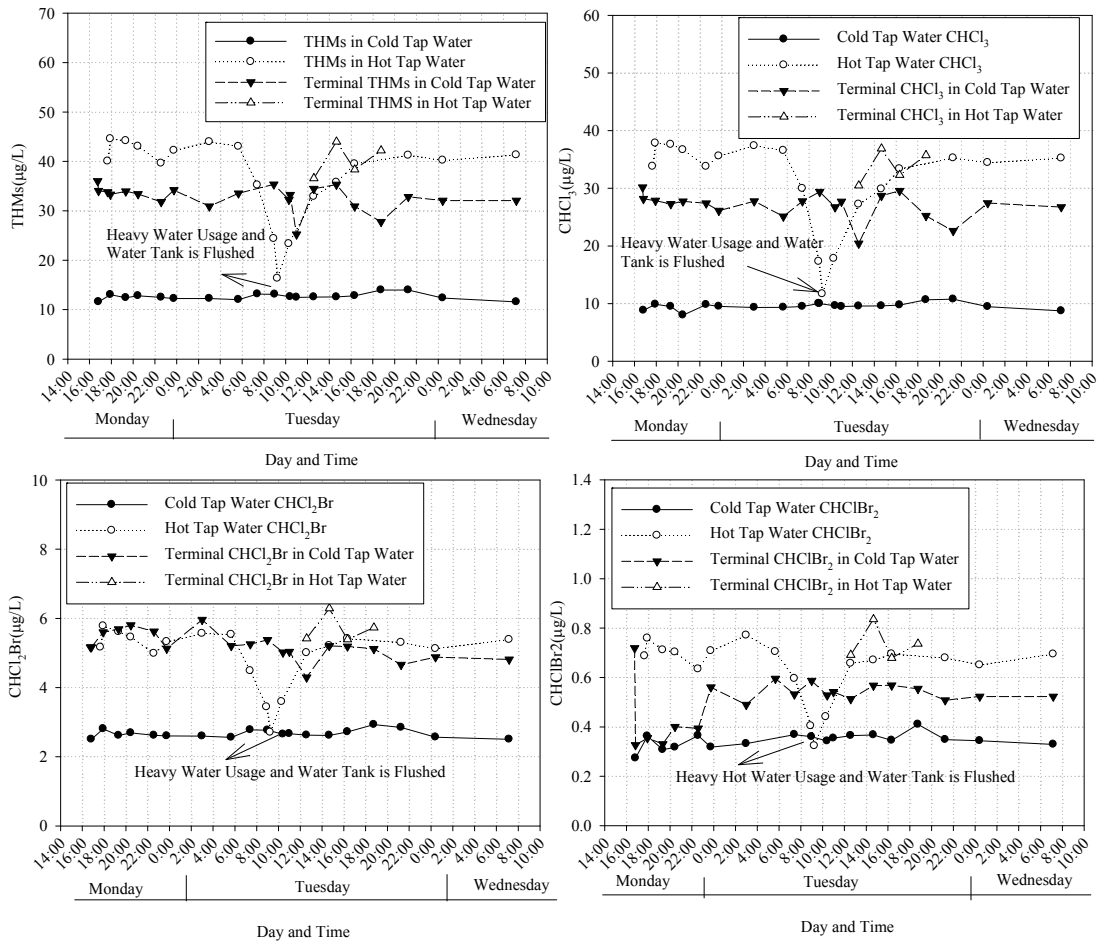 70
60
50
40
30
20
10
0
THMs(µg/L)
THMs in Cold Tap Water
THMs in Hot Tap Water
Terminal THMs in Cold Tap Water
Terminal THMS in Hot Tap Water
Heavy Water Usage and
Water Tank is Flushed
14:00 16:00 18:00 20:00 22:00 0:00 2:00 4:00 6:00 8:00 10:00 12:00 14:00 16:00 18:00 20:00 22:00 0:00 2:00 4:00 6:00 8:00 10:00
Monday Tuesday Wednesday
Day and Time
60
50
40
30
20
10
0
CHCl₃(µg/L)
Cold Tap Water CHCl₃
Hot Tap Water CHCl₃
Terminal CHCl₃ in Cold Tap Water
Terminal CHCl₃ in Hot Tap Water
Heavy Water Usage and Water
Tank is Flushed
14:00 16:00 18:00 20:00 22:00 0:00 2:00 4:00 6:00 8:00 10:00 12:00 14:00 16:00 18:00 20:00 22:00 0:00 2:00 4:00 6:00 8:00 10:00
Monday Tuesday Wednesday
Day and Time
10
8
6
4
2
0
CHCl₂Br(µg/L)
Cold Tap Water CHCl₂Br
Hot Tap Water CHCl₂Br
Terminal CHCl₂Br in Cold Tap Water
Terminal CHCl₂Br in Hot Tap Water
Heavy Water Usage and Water Tank is Flushed
14:00 16:00 18:00 20:00 22:00 0:00 2:00 4:00 6:00 8:00 10:00 12:00 14:00 16:00 18:00 20:00 22:00 0:00 2:00 4:00 6:00 8:00 10:00
Monday Tuesday Wednesday
Day and Time
1.4
1.2
1.0
0.8
0.6
0.4
0.2
0.0
CHClBr2(µg/L)
Cold Tap Water CHClBr₂
Hot Tap Water CHClBr₂
Terminal CHClBr₂ in Cold Tap Water
Terminal CHClBr₂ in Hot Tap Water
Heavy Hot Water Usage and Water Tank is Flushed
14:00 16:00 18:00 20:00 22:00 0:00 2:00 4:00 6:00 8:00 10:00 12:00 14:00 16:00 18:00 20:00 22:00 0:00 2:00 4:00 6:00 8:00 10:00
Monday Tuesday Wednesday
Day and Time